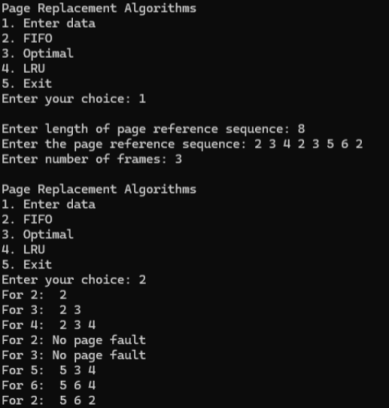 Page Replacement Algorithms
1. Enter data
2. FIFO
3. Optimal
4. LRU
5. Exit
Enter your choice: 1

Enter length of page reference sequence: 8
Enter the page reference sequence: 2 3 4 2 3 5 6 2
Enter number of frames: 3

Page Replacement Algorithms
1. Enter data
2. FIFO
3. Optimal
4. LRU
5. Exit
Enter your choice: 2
For 2:  2
For 3:  2 3
For 4:  2 3 4
For 2: No page fault
For 3: No page fault
For 5:  5 3 4
For 6:  5 6 4
For 2:  5 6 2